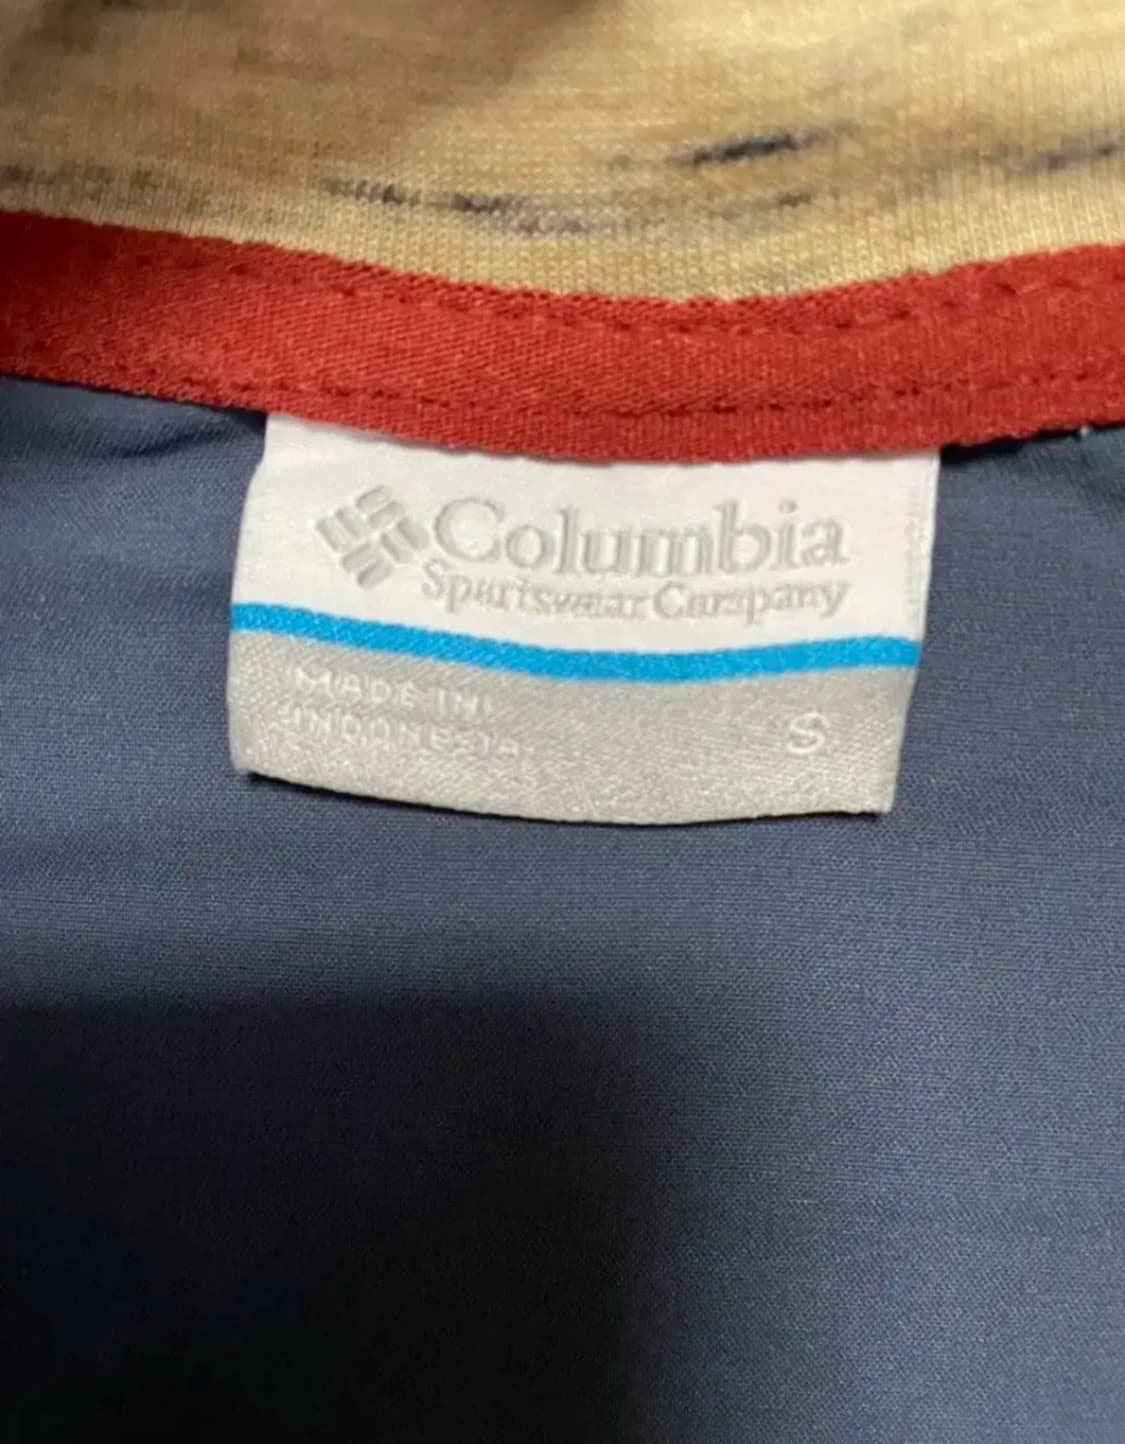 Columbia
Sportswear Company
MADE IN
INDONESIA
S